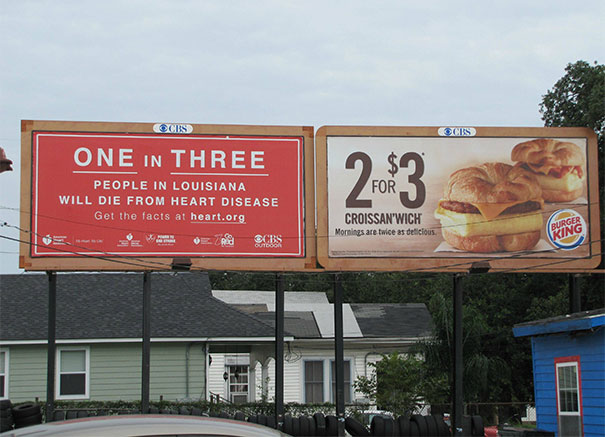 CBS
ONE IN THREE
PEOPLE IN LOUISIANA
WILL DIE FROM HEART DISEASE
Get the facts at heart.org
CBS
OUTDOOR
CBS
2 FOR $3
CROISSAN'WICH
Mornings are twice as delicious.
BURGER
KING